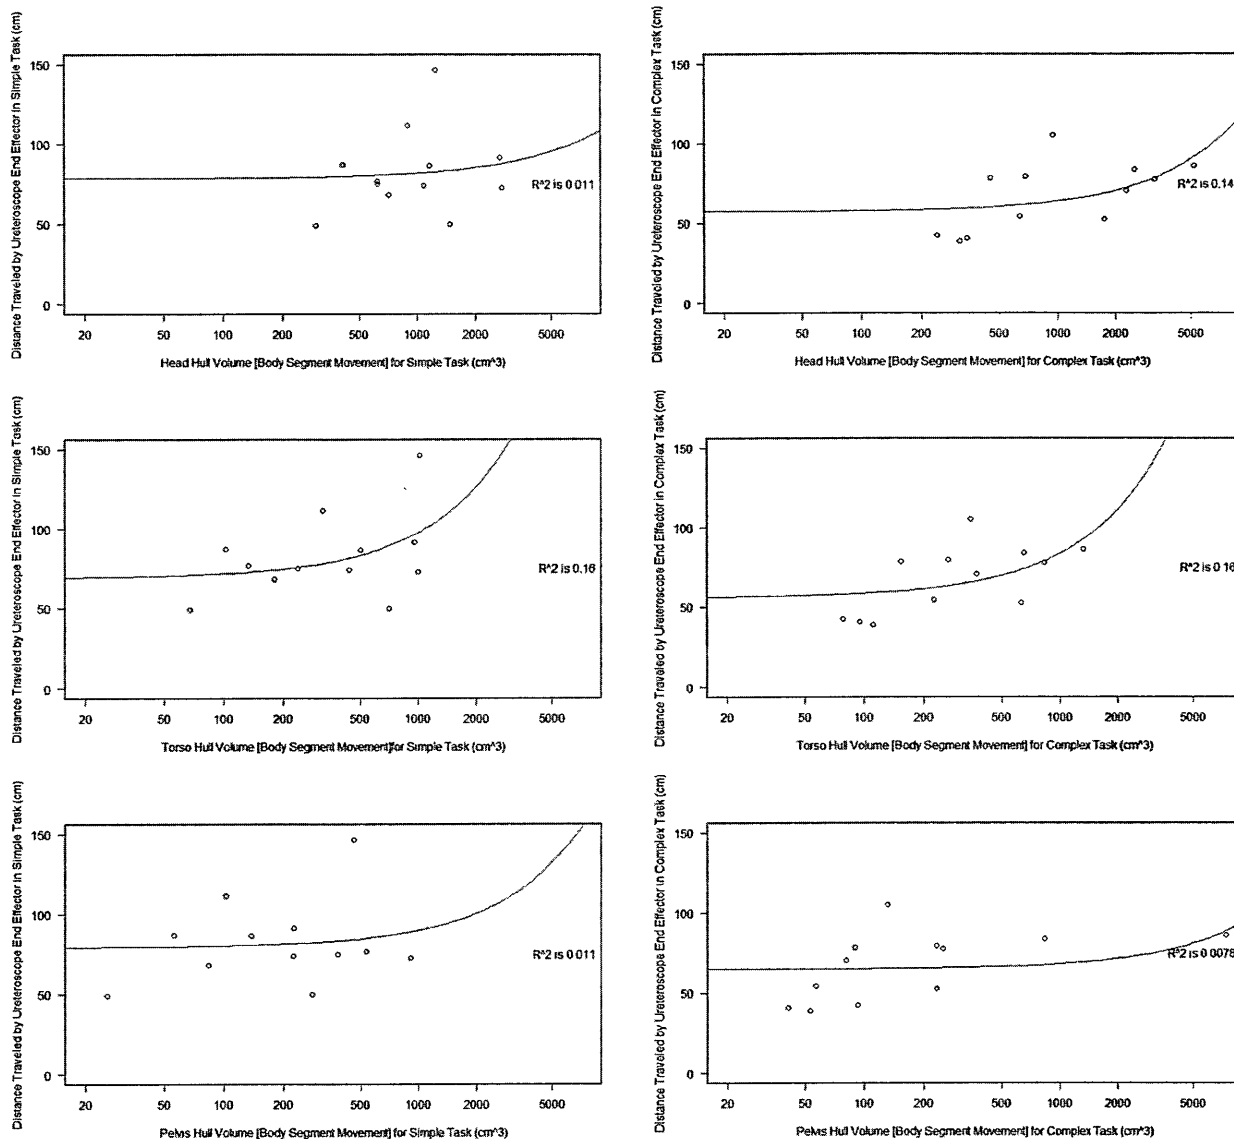 Distance Traveled by Ureteroscope End Effector in Simple Task (cm)
150
100
50
0
R^2 is 0.011
20 50 100 200 500 1000 2000 5000
Head Hull Volume [Body Segment Movement] for Simple Task (cm^3)
Distance Traveled by Ureteroscope End Effector in Complex Task (cm)
150
100
50
0
R^2 is 0.14
20 50 100 200 500 1000 2000 5000
Head Hull Volume [Body Segment Movement] for Complex Task (cm^3)
Distance Traveled by Ureteroscope End Effector in Simple Task (cm)
150
100
50
0
R^2 is 0.16
20 50 100 200 500 1000 2000 5000
Torso Hull Volume [Body Segment Movement] for Simple Task (cm^3)
Distance Traveled by Ureteroscope End Effector in Complex Task (cm)
150
100
50
0
R^2 is 0.16
20 50 100 200 500 1000 2000 5000
Torso Hull Volume [Body Segment Movement] for Complex Task (cm^3)
Distance Traveled by Ureteroscope End Effector in Simple Task (cm)
150
100
50
0
R^2 is 0.011
20 50 100 200 500 1000 2000 5000
Pelvis Hull Volume [Body Segment Movement] for Simple Task (cm^3)
Distance Traveled by Ureteroscope End Effector in Complex Task (cm)
150
100
50
0
R^2 is 0.0078
20 50 100 200 500 1000 2000 5000
Pelvis Hull Volume [Body Segment Movement] for Complex Task (cm^3)